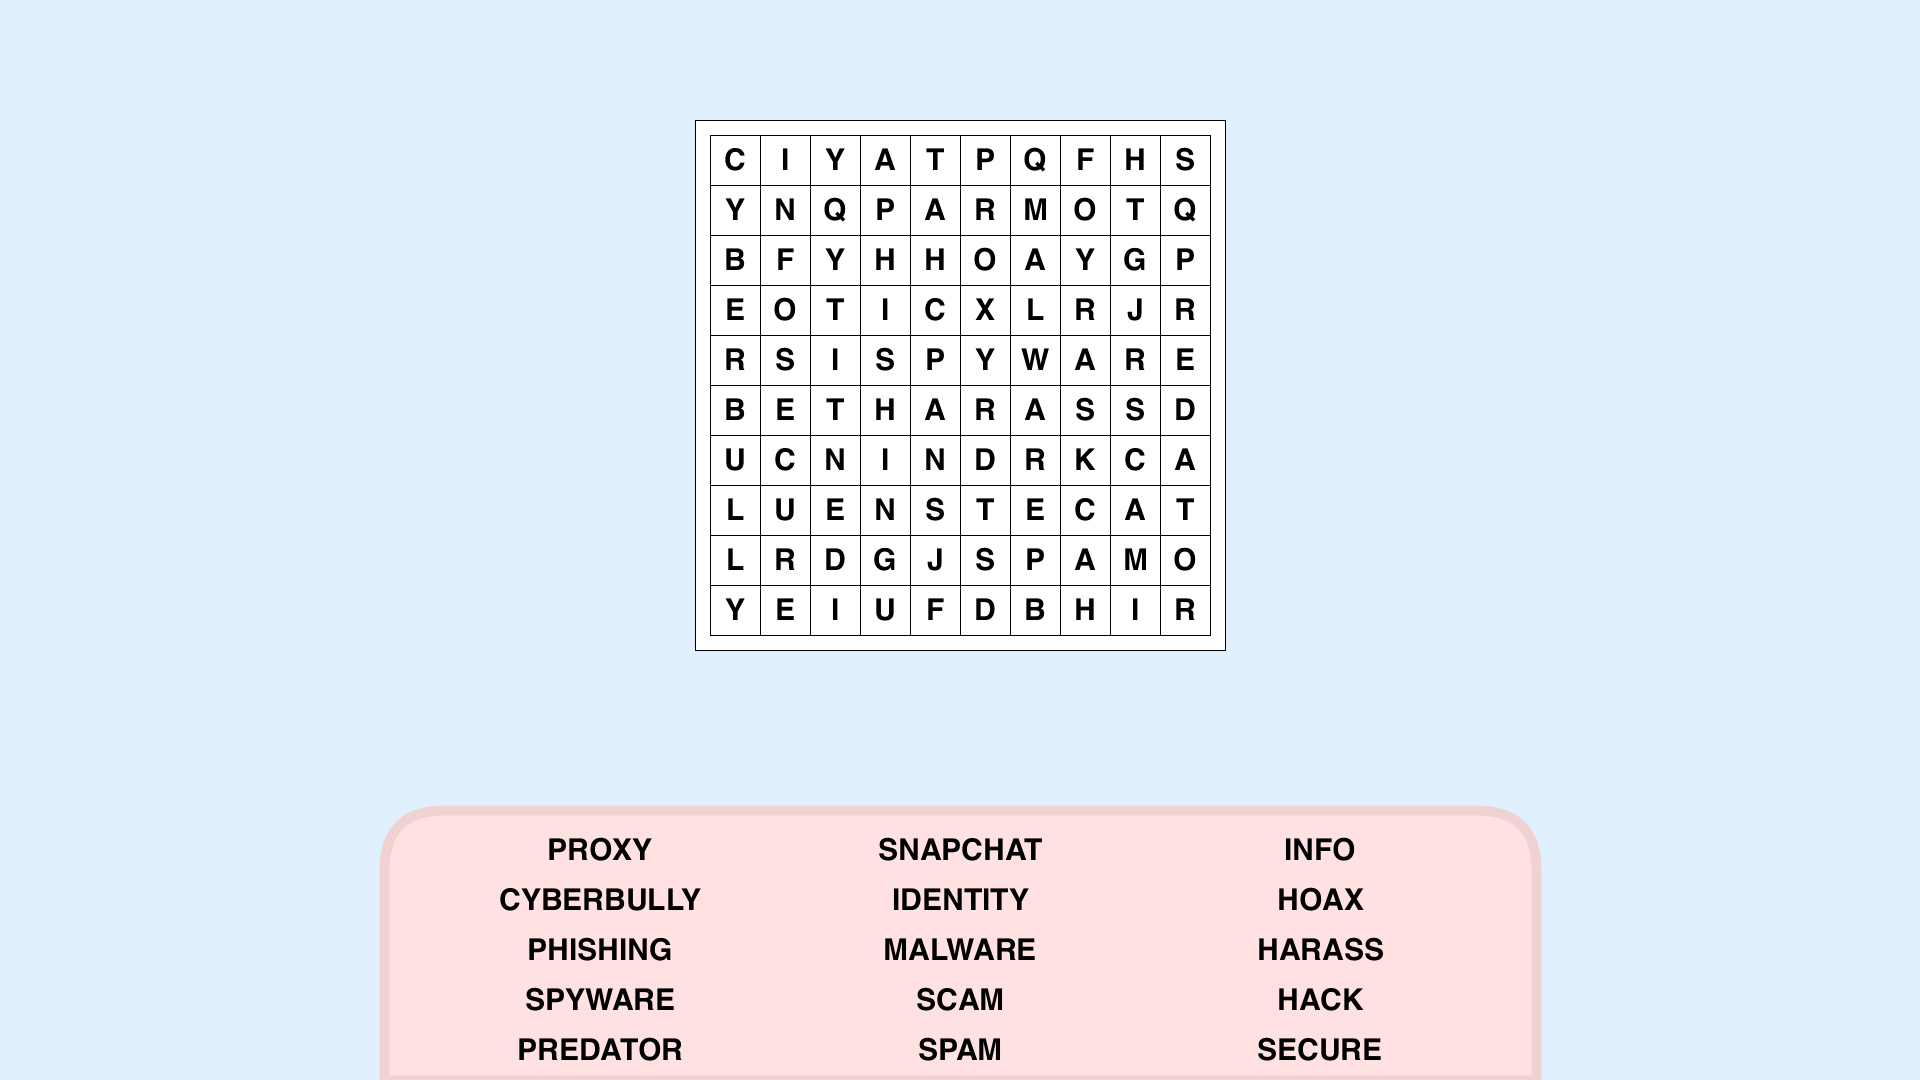 C I Y A T P Q F H S
Y N Q P A R M O T Q
B F Y H H O A Y G P
E O T I C X L R J R
R S I S P Y W A R E
B E T H A R A S S D
U C N I N D R K C A
L U E N S T E C A T
L R D G J S P A M O
Y E I U F D B H I R
PROXY SNAPCHAT INFO
CYBERBULLY IDENTITY HOAX
PHISHING MALWARE HARASS
SPYWARE SCAM HACK
PREDATOR SPAM SECURE